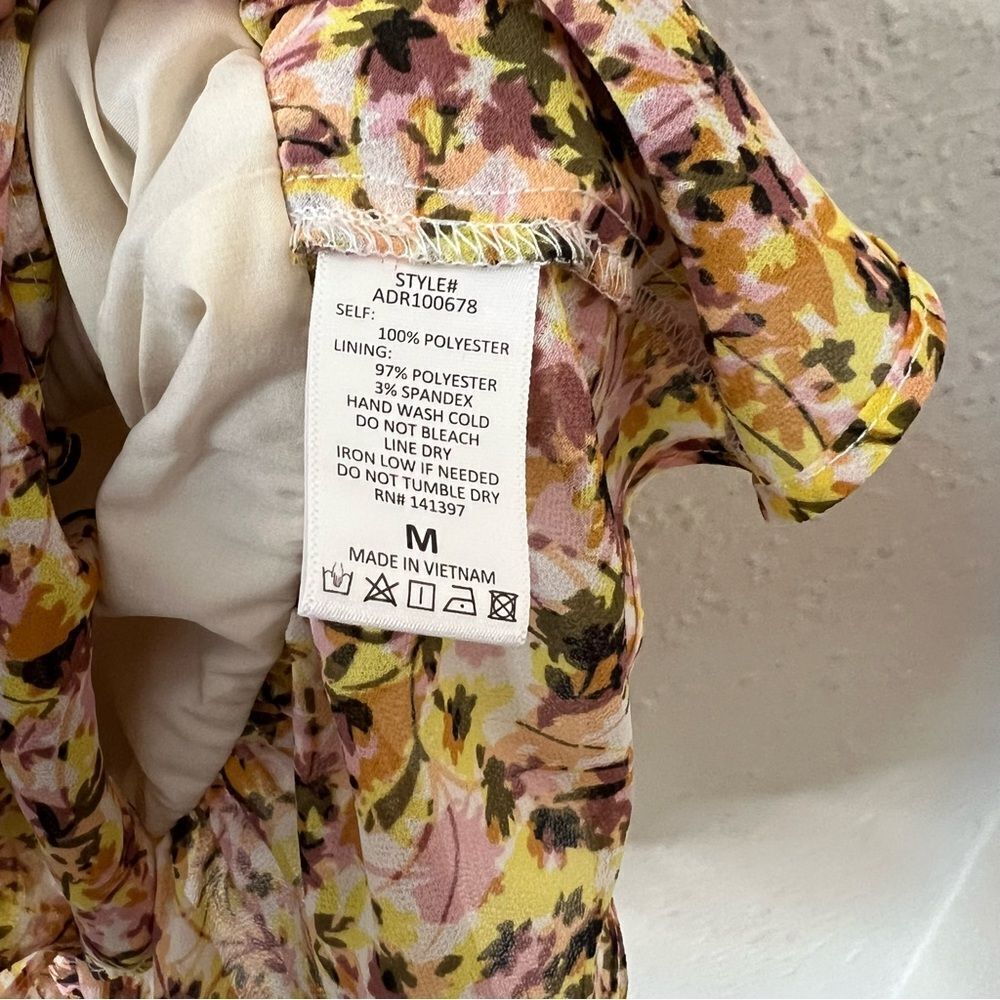 STYLE#
ADR100678
SELF:
100% POLYESTER
LINING:
97% POLYESTER
3% SPANDEX
HAND WASH COLD
DO NOT BLEACH
LINE DRY
IRON LOW IF NEEDED
DO NOT TUMBLE DRY
RN# 141397
M
MADE IN VIETNAM